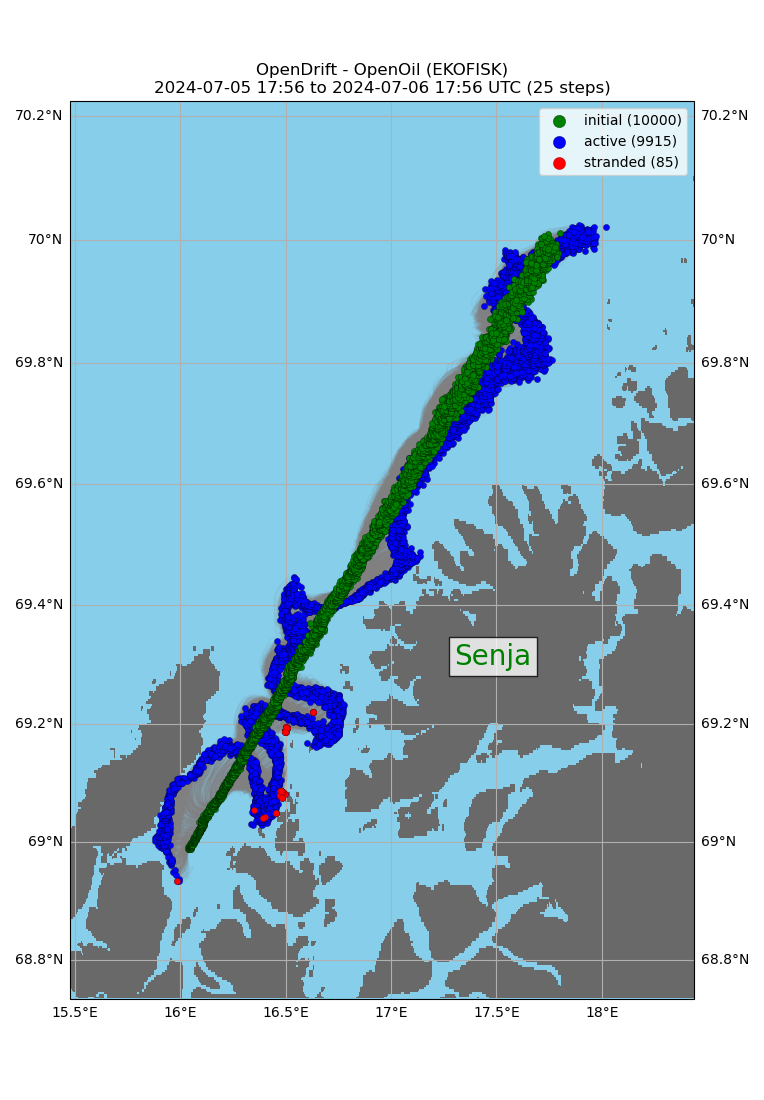 OpenDrift - OpenOil (EKOFISK)
2024-07-05 17:56 to 2024-07-06 17:56 UTC (25 steps)
70.2°N
70.2°N
initial (10000)
active (9915)
stranded (85)
70°N
70°N
69.8°N
69.8°N
69.6°N
69.6°N
69.4°N
69.4°N
Senja
69.2°N
69.2°N
69°N
69°N
68.8°N
68.8°N
15.5°E
16°E
16.5°E
17°E
17.5°E
18°E